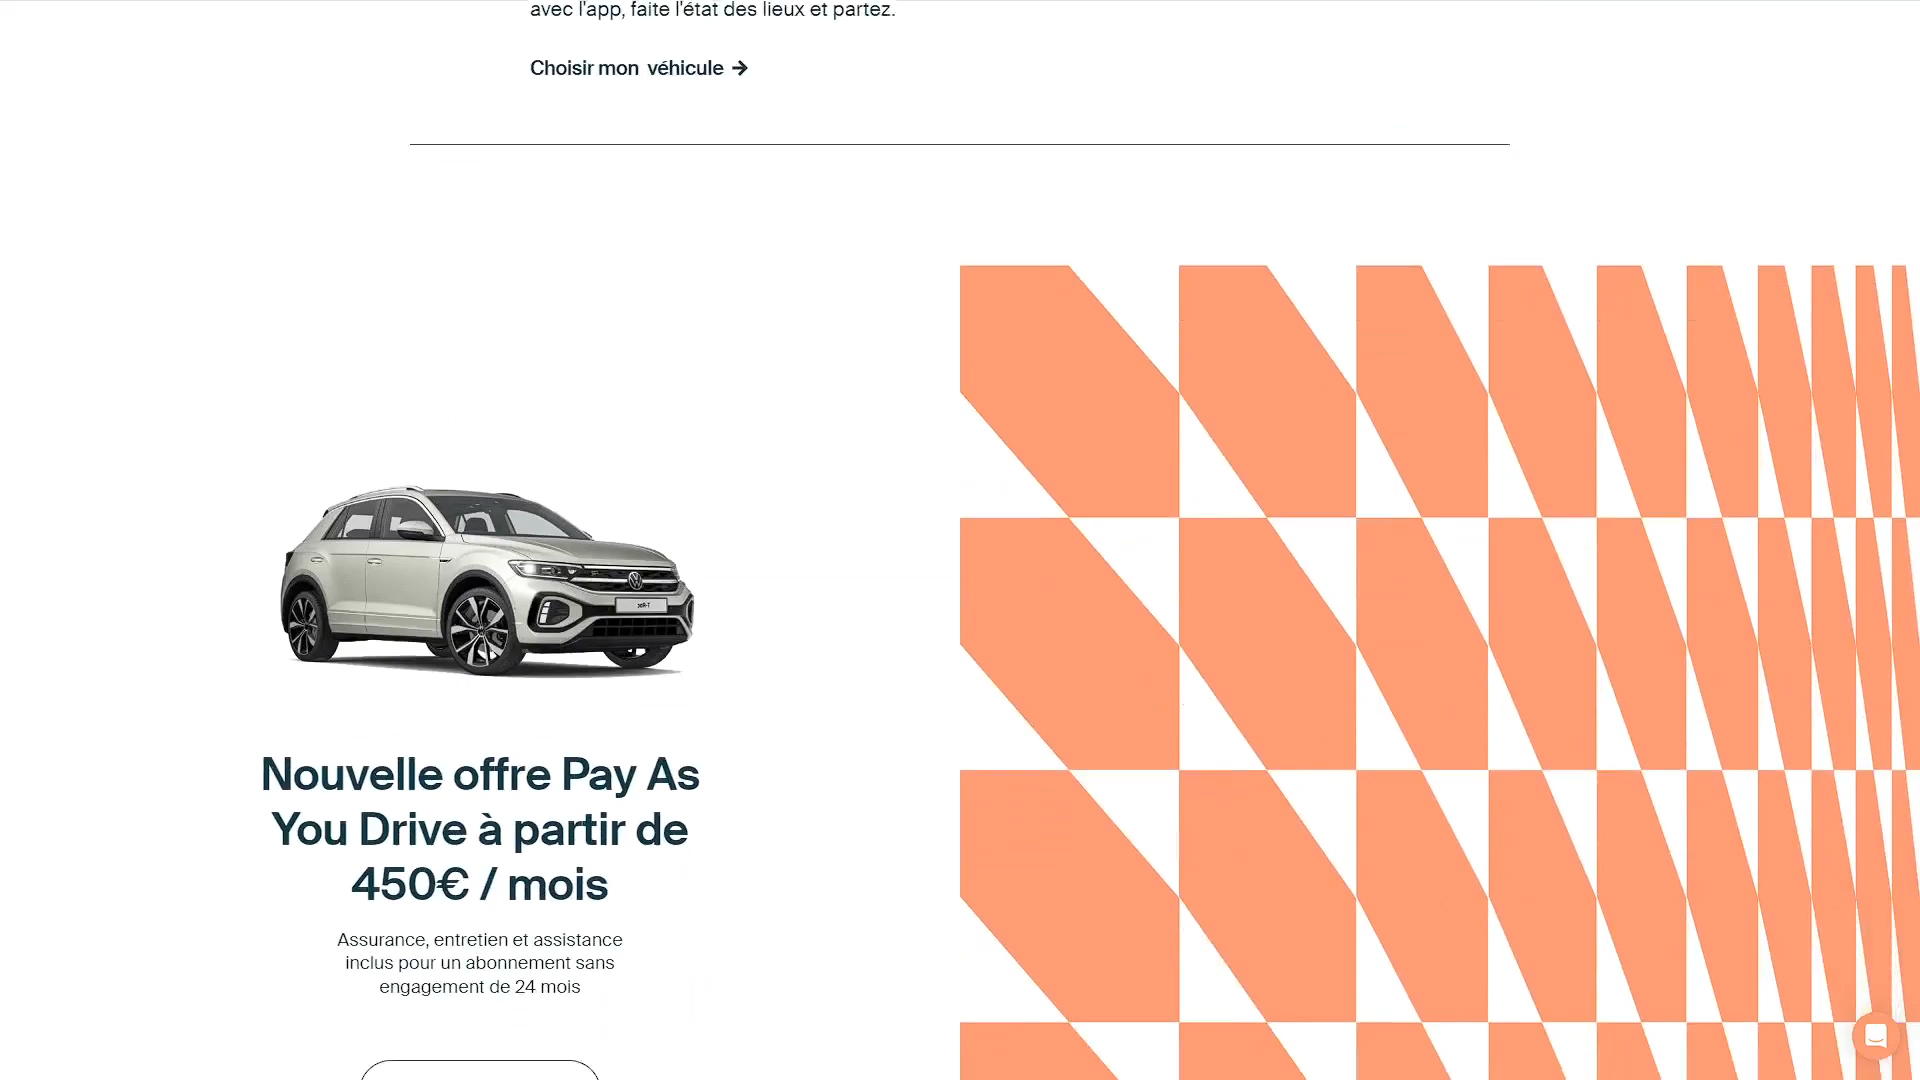 avec l'app, faite l'état des lieux et partez.
Choisir mon véhicule →
Nouvelle offre Pay As
You Drive à partir de
450€ / mois
Assurance, entretien et assistance
inclus pour un abonnement sans
engagement de 24 mois